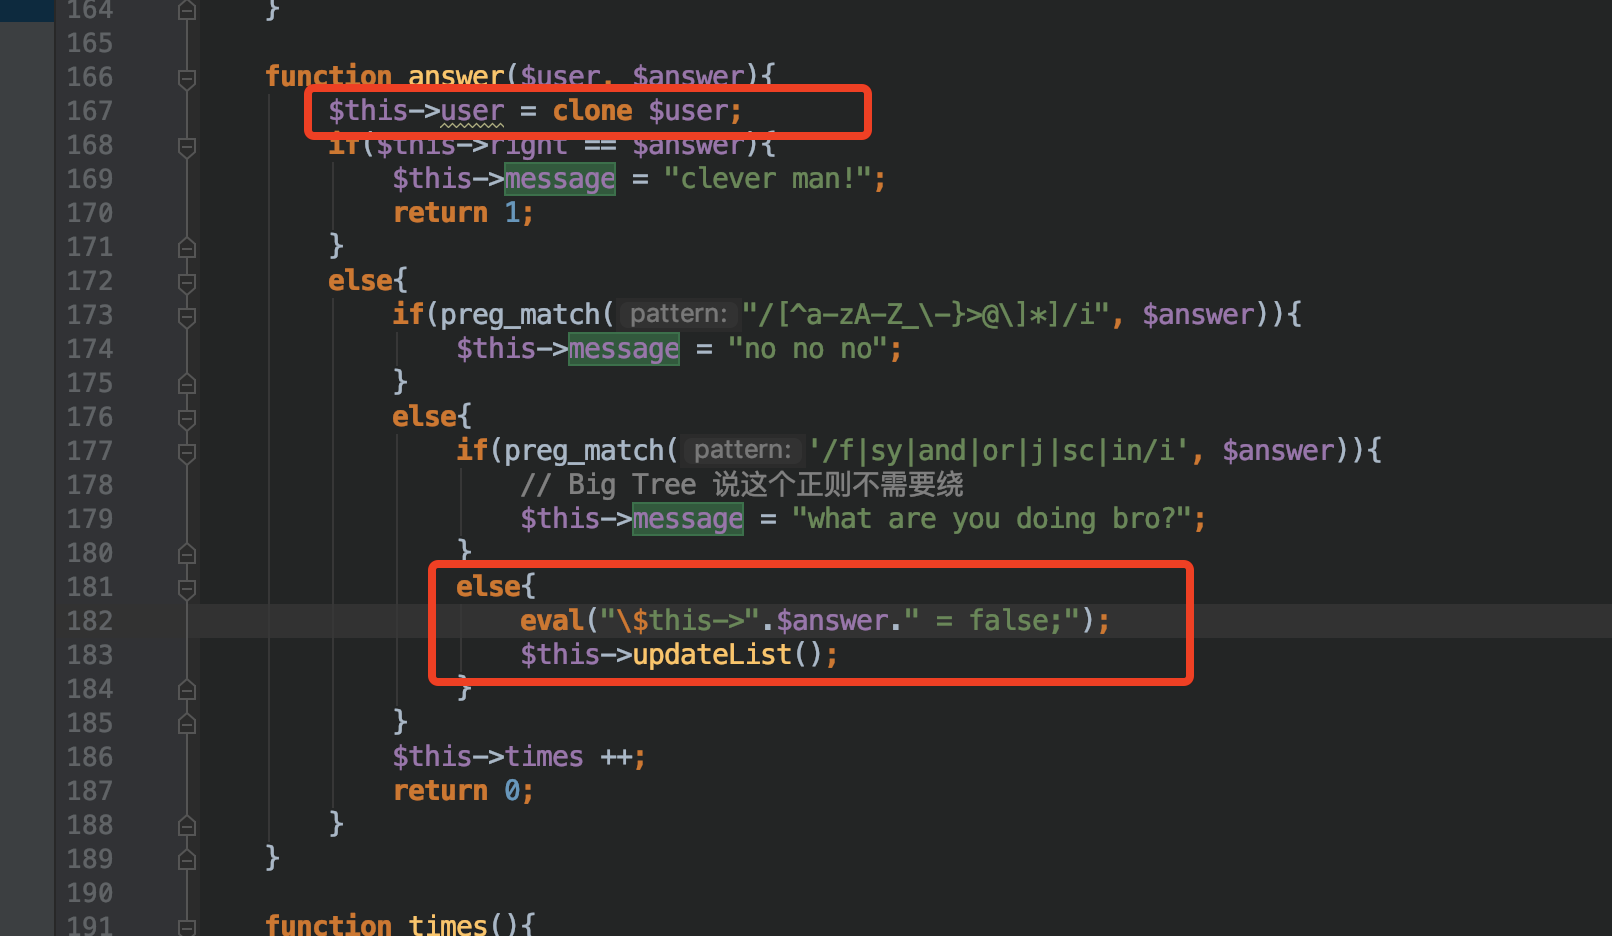 164 }
165
166 function answer($user, $answer){
167 $this->user = clone $user;
168 if($this->right == $answer){
169 $this->message = "clever man!";
170 return 1;
171 }
172 else{
173 if(preg_match( pattern: "/[^a-zA-Z_\-}>@\]*]/i", $answer)){
174 $this->message = "no no no";
175 }
176 else{
177 if(preg_match( pattern: '/f|sy|and|or|j|sc|in/i', $answer)){
178 // Big Tree 说这个正则不需要绕
179 $this->message = "what are you doing bro?";
180 }
181 else{
182 eval("\$this->".$answer." = false;");
183 $this->updateList();
184 }
185 }
186 $this->times ++;
187 return 0;
188 }
189 }
190
191 function times(){